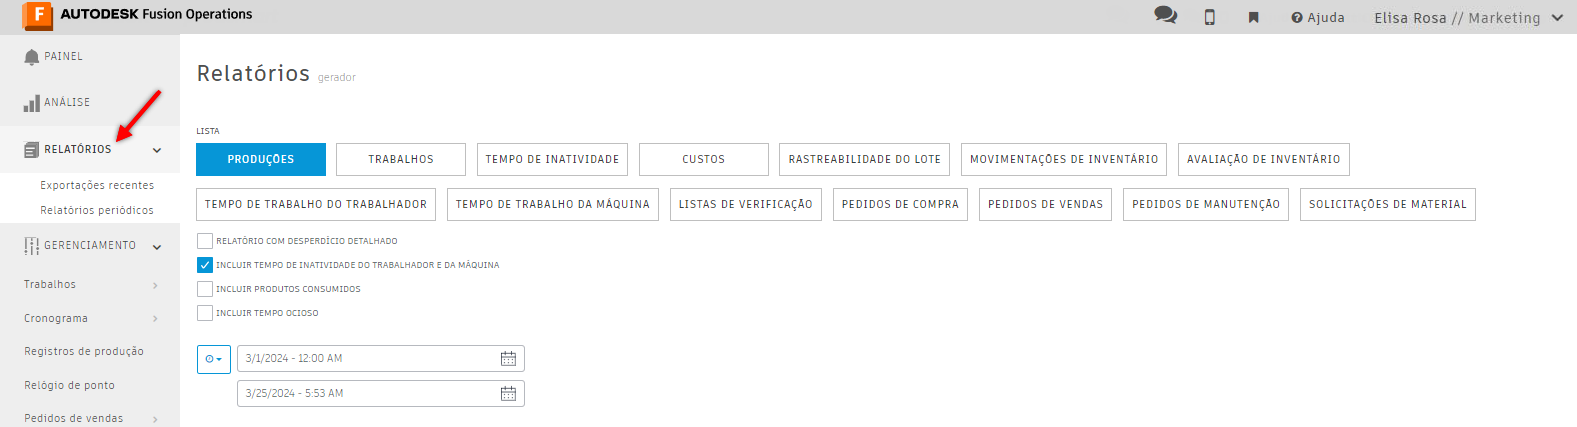 F AUTODESK Fusion Operations
Ajuda
Elisa Rosa // Marketing
PAINEL
ANÁLISE
RELATÓRIOS
Exportações recentes
Relatórios periódicos
GERENCIAMENTO
Trabalhos
Cronograma
Registros de produção
Relógio de ponto
Pedidos de vendas
Relatórios gerador
LISTA
PRODUÇÕES
TRABALHOS
TEMPO DE INATIVIDADE
CUSTOS
RASTREABILIDADE DO LOTE
MOVIMENTAÇÕES DE INVENTÁRIO
AVALIAÇÃO DE INVENTÁRIO
TEMPO DE TRABALHO DO TRABALHADOR
TEMPO DE TRABALHO DA MÁQUINA
LISTAS DE VERIFICAÇÃO
PEDIDOS DE COMPRA
PEDIDOS DE VENDAS
PEDIDOS DE MANUTENÇÃO
SOLICITAÇÕES DE MATERIAL
RELATÓRIO COM DESPERDÍCIO DETALHADO
INCLUIR TEMPO DE INATIVIDADE DO TRABALHADOR E DA MÁQUINA
INCLUIR PRODUTOS CONSUMIDOS
INCLUIR TEMPO OCIOSO
3/1/2024 - 12:00 AM
3/25/2024 - 5:53 AM